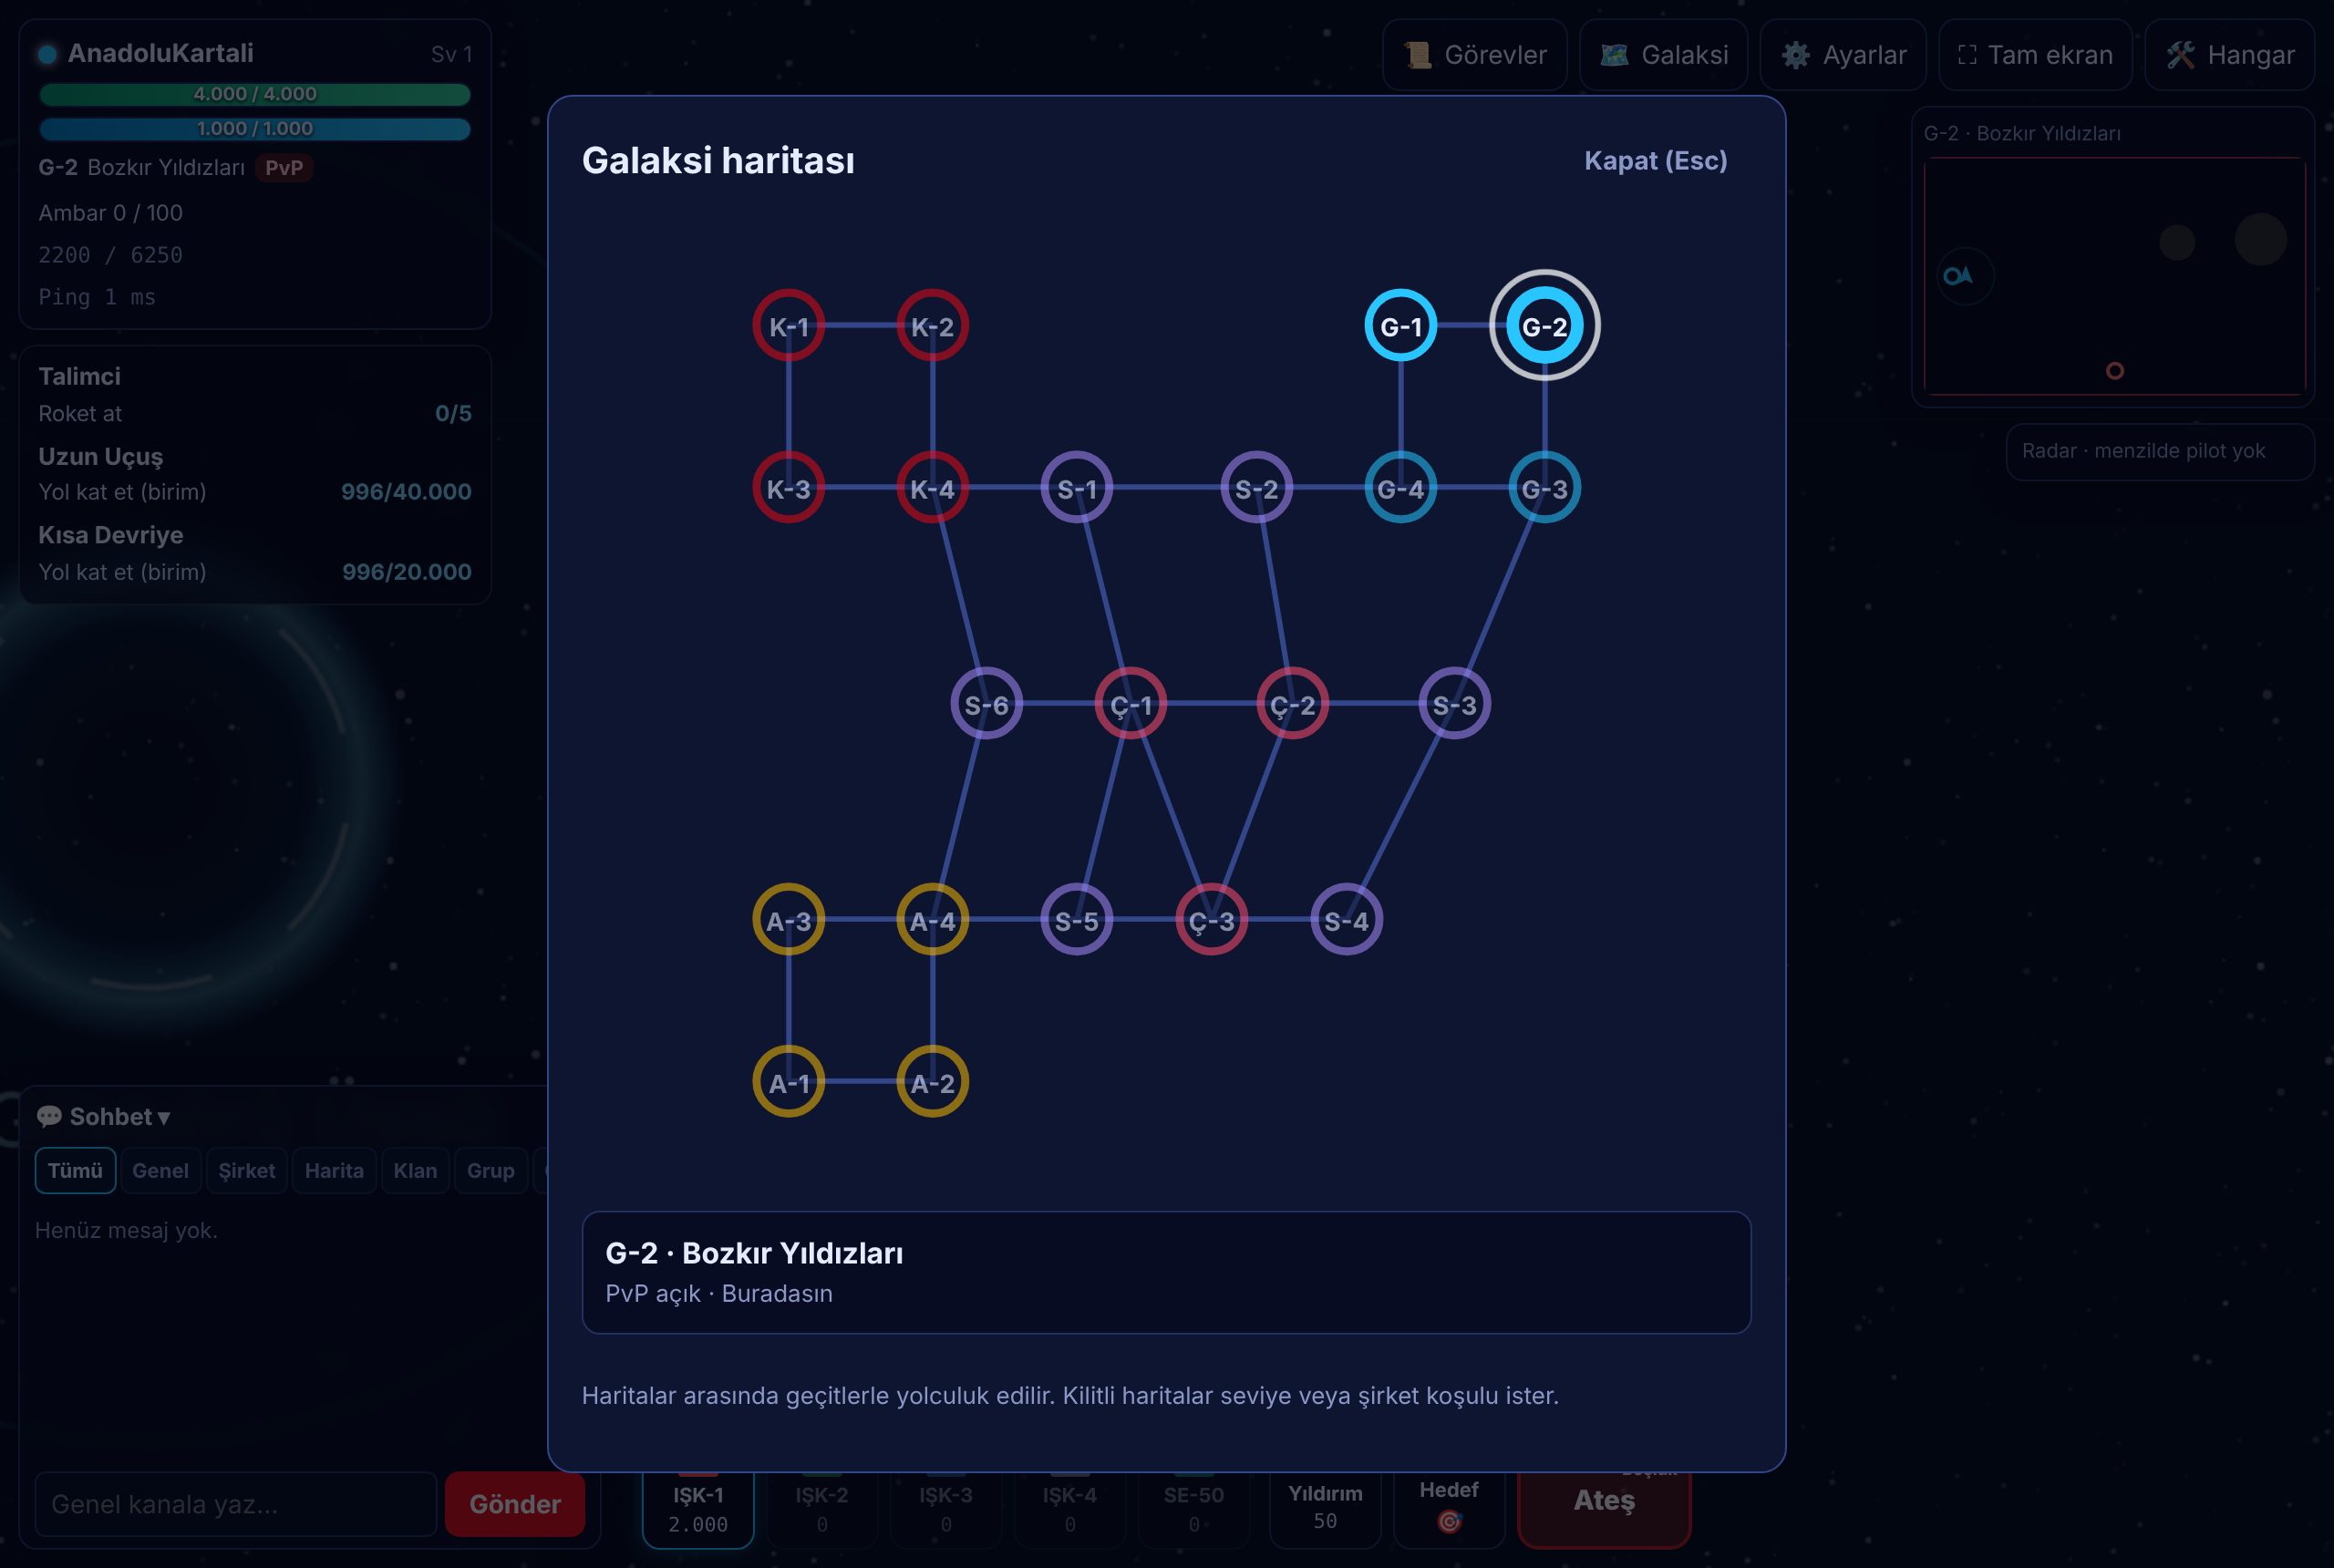 AnadoluKartali Sv 1
4.000 / 4.000
1.000 / 1.000
G-2 Bozkır Yıldızları PvP
Ambar 0 / 100
2200 / 6250
Ping 1 ms
Talimci
Roket at 0/5
Uzun Uçuş
Yol kat et (birim) 996/40.000
Kısa Devriye
Yol kat et (birim) 996/20.000
Görevler Galaksi Ayarlar Tam ekran Hangar
G-2 · Bozkır Yıldızları
Radar · menzilde pilot yok
Galaksi haritası Kapat (Esc)
K-1 K-2 G-1 G-2
K-3 K-4 S-1 S-2 G-4 G-3
S-6 Ç-1 Ç-2 S-3
A-3 A-4 S-5 Ç-3 S-4
A-1 A-2
G-2 · Bozkır Yıldızları
PvP açık · Buradasın
Haritalar arasında geçitlerle yolculuk edilir. Kilitli haritalar seviye veya şirket koşulu ister.
Sohbet ▾
Tümü Genel Şirket Harita Klan Grup
Henüz mesaj yok.
Genel kanala yaz... Gönder
IŞK-1 IŞK-2 IŞK-3 IŞK-4 SE-50 Yıldırım Hedef Ateş
2.000 0 0 0 0 50